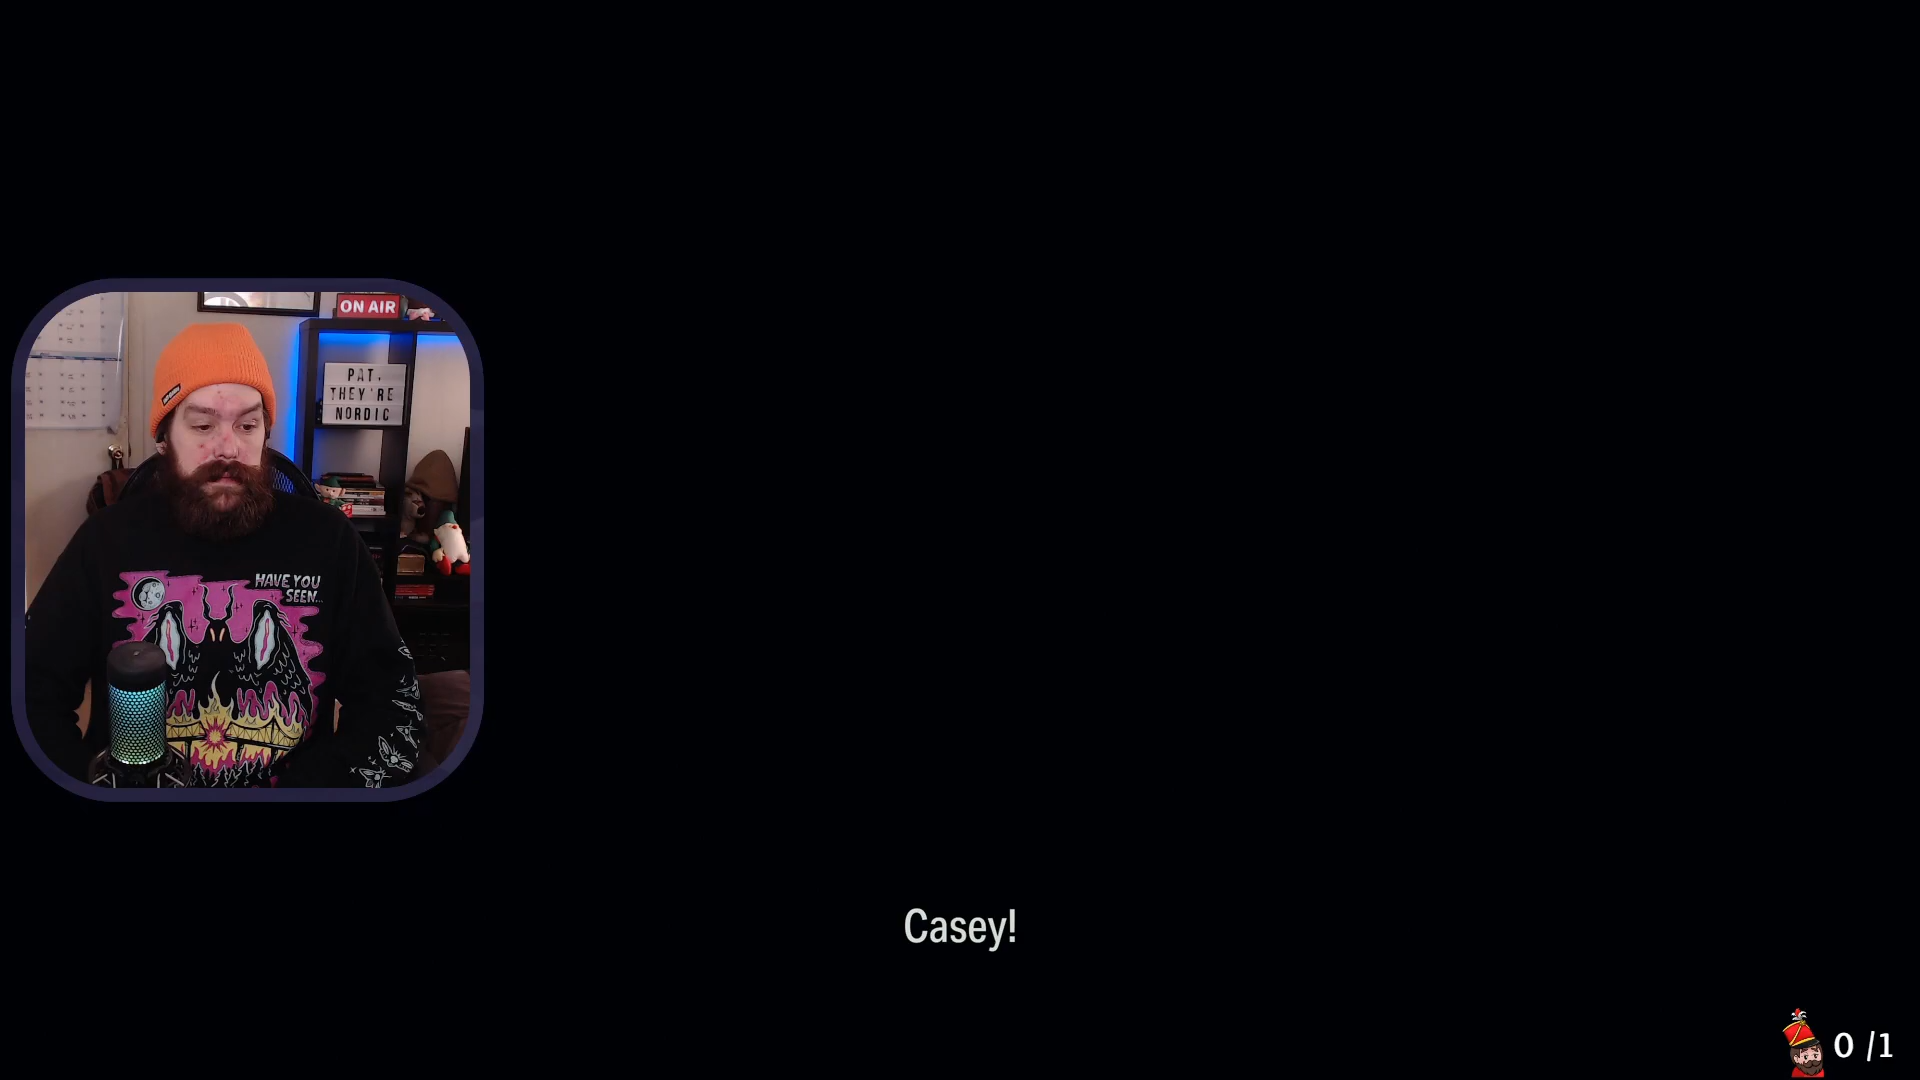 ON AIR
PAT,
THEY'RE
NORDIC
HAVE YOU
SEEN...
Casey!
0 /1